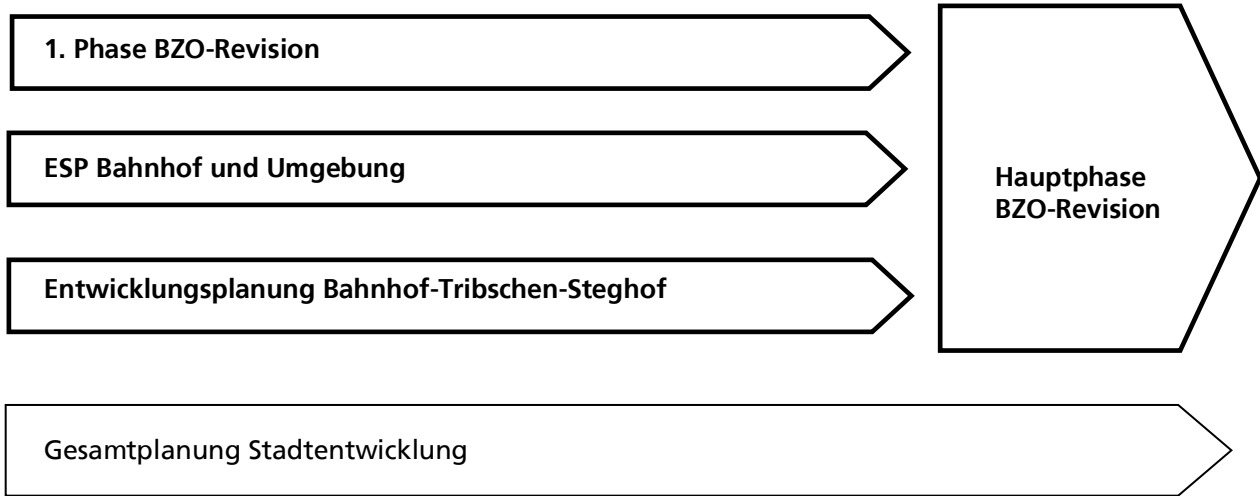 1. Phase BZO-Revision
ESP Bahnhof und Umgebung
Entwicklungsplanung Bahnhof-Tribschen-Steghof
Hauptphase
BZO-Revision
Gesamtplanung Stadtentwicklung